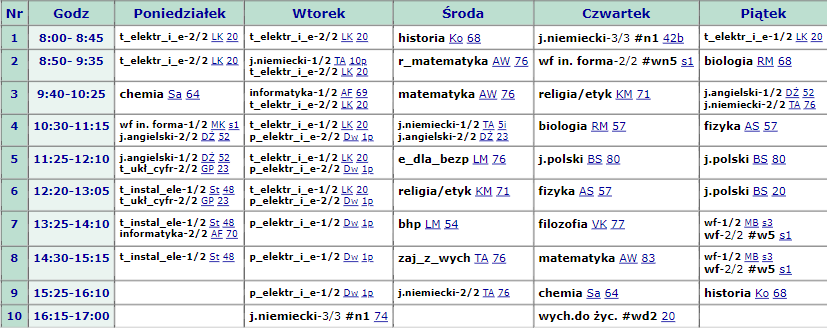 Nr Godz Poniedziałek Wtorek Środa Czwartek Piątek
1 8:00- 8:45 t_elektr_i_e-2/2 LK 20 t_elektr_i_e-2/2 LK 20 historia Ko 68 j.niemiecki-3/3 #n1 42b t_elektr_i_e-1/2 LK 20
2 8:50- 9:35 t_elektr_i_e-2/2 LK 20 j.niemiecki-1/2 TA 10p r_matematyka AW 76 wf in. forma-2/2 #wn5 s1 biologia RM 68
t_elektr_i_e-2/2 LK 20
3 9:40-10:25 chemia Sa 64 informatyka-1/2 AF 69 matematyka AW 76 religia/etyk KM 71 j.angielski-1/2 DŻ 52
t_elektr_i_e-2/2 LK 20 j.niemiecki-2/2 TA 76
4 10:30-11:15 wf in. forma-1/2 MK s1 t_elektr_i_e-1/2 LK 20 j.niemiecki-1/2 TA 5i biologia RM 57 fizyka AS 57
j.angielski-2/2 DŻ 52 p_elektr_i_e-2/2 Dw 1p j.angielski-2/2 DŻ 23
5 11:25-12:10 j.angielski-1/2 DŻ 52 t_elektr_i_e-1/2 LK 20 e_dla_bezp LM 76 j.polski BS 80 j.polski BS 80
t_ukł_cyfr-2/2 GP 23 p_elektr_i_e-2/2 Dw 1p
6 12:20-13:05 t_instal_ele-1/2 St 48 t_elektr_i_e-1/2 LK 20 religia/etyk KM 71 fizyka AS 57 j.polski BS 20
t_ukł_cyfr-2/2 GP 23 p_elektr_i_e-2/2 Dw 1p
7 13:25-14:10 t_instal_ele-1/2 St 48 p_elektr_i_e-1/2 Dw 1p bhp LM 54 filozofia VK 77 wf-1/2 MB s3
informatyka-2/2 AF 70 wf-2/2 #w5 s1
8 14:30-15:15 t_instal_ele-1/2 St 48 p_elektr_i_e-1/2 Dw 1p zaj_z_wych TA 76 matematyka AW 83 wf-1/2 MB s3
wf-2/2 #w5 s1
9 15:25-16:10 p_elektr_i_e-1/2 Dw 1p j.niemiecki-2/2 TA 76 chemia Sa 64 historia Ko 68
10 16:15-17:00 j.niemiecki-3/3 #n1 74 wych.do życ. #wd2 20